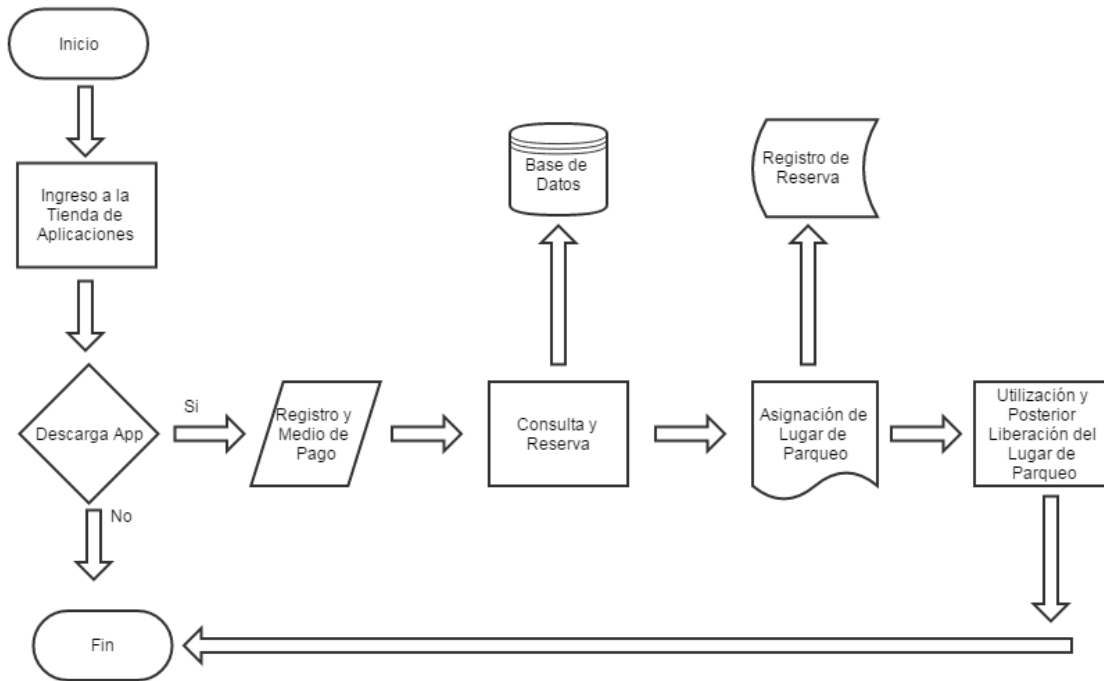 Inicio
Ingreso a la
Tienda de
Aplicaciones
Descarga App
Si
No
Registro y
Medio de
Pago
Consulta y
Reserva
Base de
Datos
Asignación de
Lugar de
Parqueo
Registro de
Reserva
Utilización y
Posterior
Liberación del
Lugar de
Parqueo
Fin